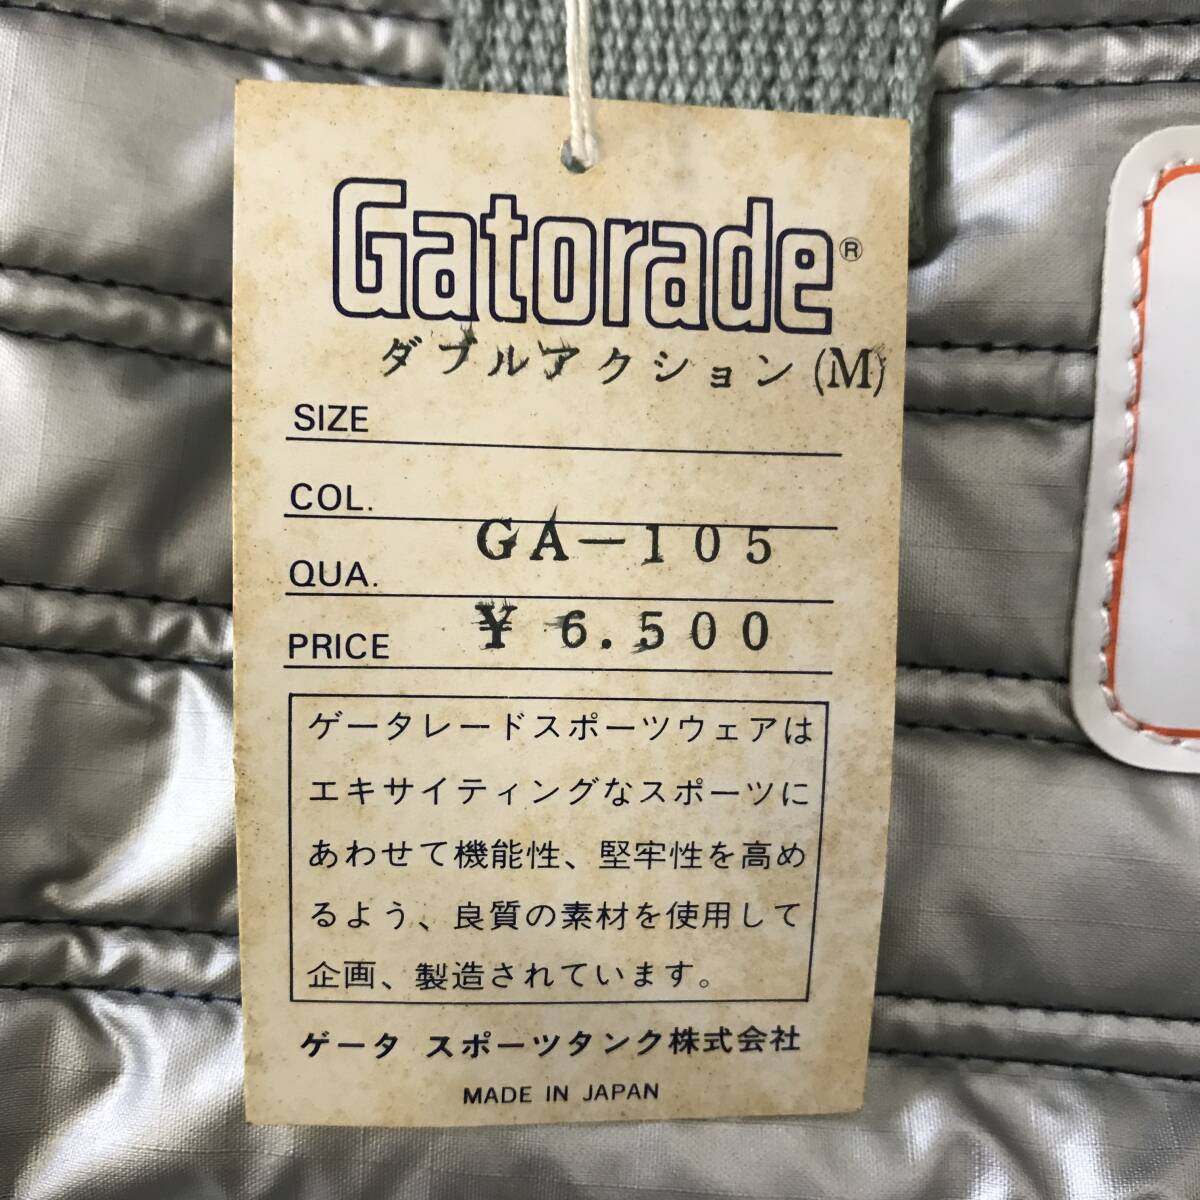 Gatorade®
ダブルアクション(M)
SIZE
COL.
GA-105
QUA.
¥6.500
PRICE
ゲータレードスポーツウェアは
エキサイティングなスポーツに
あわせて機能性、堅牢性を高め
るよう、良質の素材を使用して
企画、製造されています。
ゲータ スポーツタンク株式会社
MADE IN JAPAN